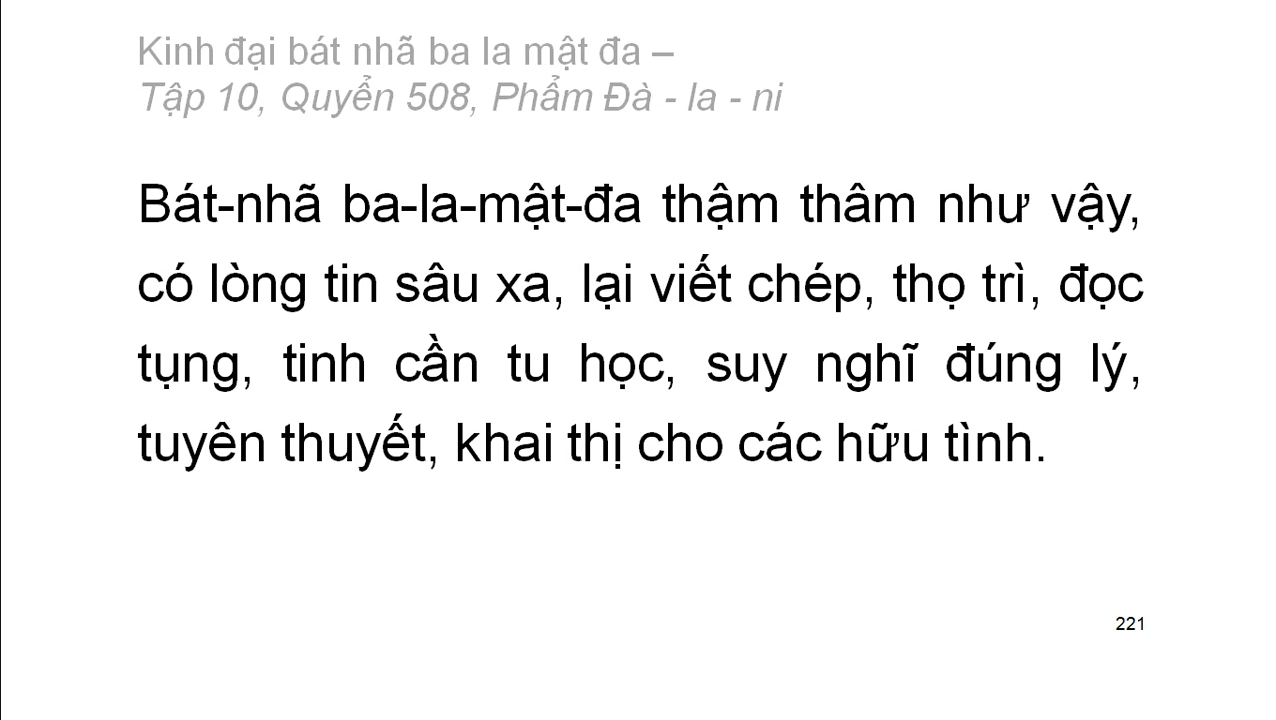 Kinh đại bát nhã ba la mật đa –
Tập 10, Quyển 508, Phẩm Đà - la - ni
Bát-nhã ba-la-mật-đa thậm thâm như vậy,
có lòng tin sâu xa, lại viết chép, thọ trì, đọc
tụng, tinh cần tu học, suy nghĩ đúng lý,
tuyên thuyết, khai thị cho các hữu tình.
221